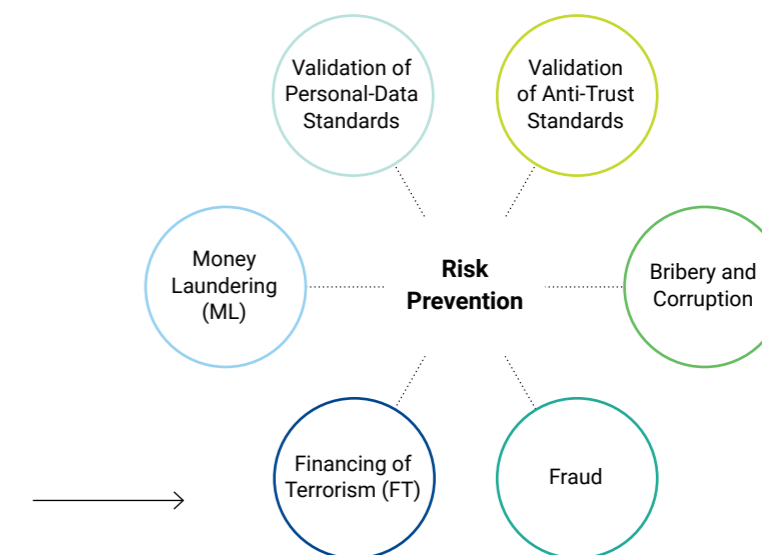 Validation of
Personal-Data
Standards
Validation
of Anti-Trust
Standards
Money
Laundering
(ML)
Risk
Prevention
Bribery and
Corruption
Financing of
Terrorism (FT)
Fraud